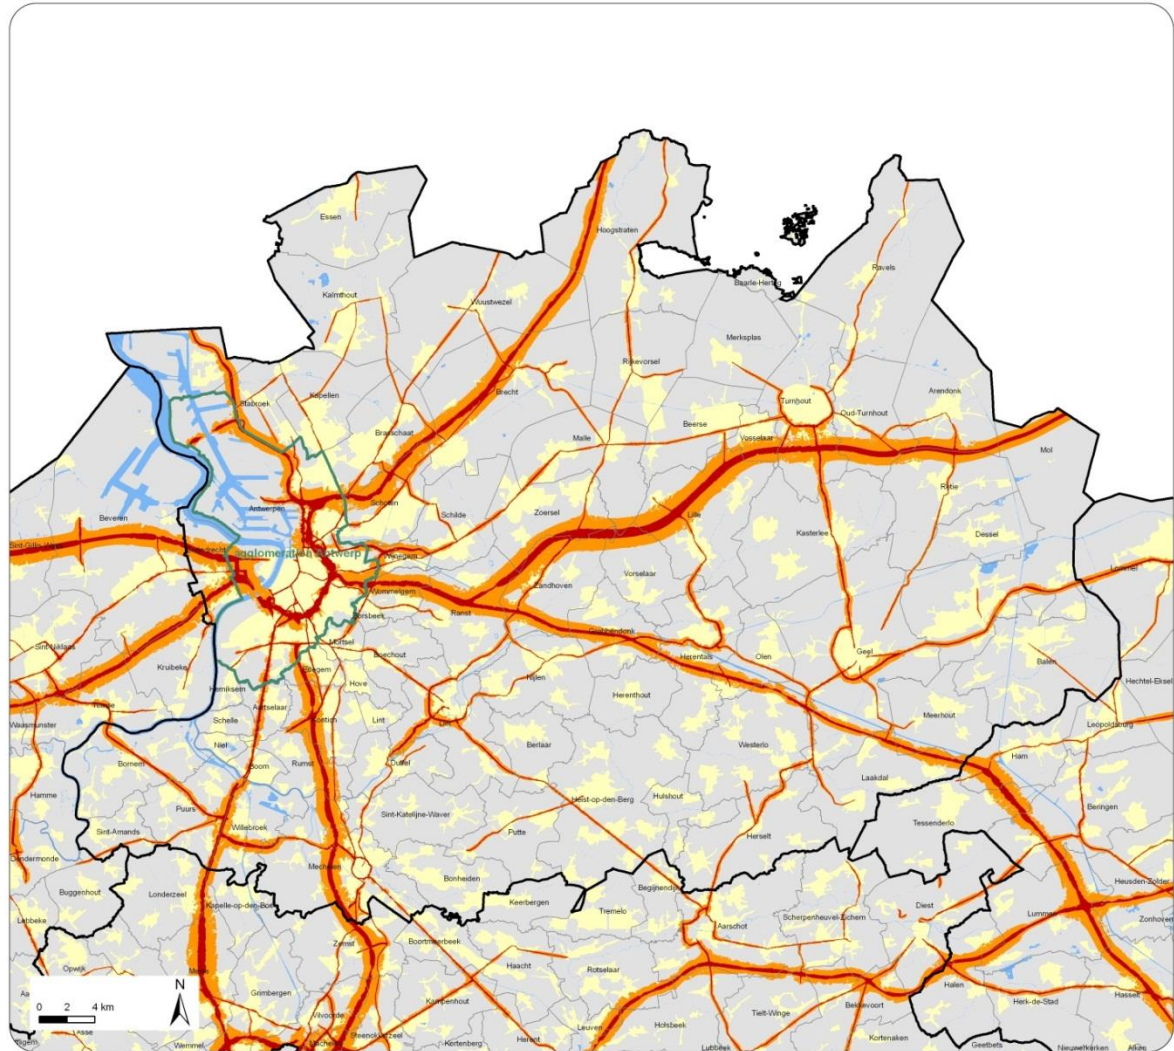 Essen
Hoogstraten
Ravels
Baarle-Hertog
Kalmthout
Wuustwezel
Merksplas
Rijkevorsel
Arendonk
Brecht
Kapellen
Stabroek
Turnhout
Oud-Turnhout
Beerse
Brasschaat
Malle
Vosselaar
Mol
Schoten
Retie
Antwerpen
Schilde
Zoersel
Lille
Beveren
Kasterlee
Dessel
agglomeration Antwerp
Wijnegem
Lommel
Vorselaar
Zandhoven
Wommelgem
Ranst
Borsbeek
Grobbendonk
Mortsel
Sint-Niklaas
Boechout
Herentals
Olen
Geel
Balen
Kruibeke
Edegem
Nijlen
Hechtel-Eksel
Hove
Herenthout
Hemiksem
Aartselaar
Temse
Schelle
Kontich
Lint
Lier
Meerhout
Waasmunster
Leopoldsburg
Niel
Berlaar
Westerlo
Ham
Bornem
Boom
Rumst
Duffel
Laakdal
Hamme
Heist-op-den-Berg
Hulshout
Beringen
Puurs
Sint-Katelijne-Waver
Tessenderlo
Sint-Amands
Willebroek
Putte
Herselt
Dendermonde
Mechelen
Bonheiden
Heusden-Zolder
Buggenhout
Londerzeel
Begijnendijk
Keerbergen
Kapelle-op-den-Bos
Tremelo
Diest
Scherpenheuvel-Zichem
Lummen
Zonhoven
Lebbeke
Aarschot
Zemst
Boortmeerbeek
Haacht
Rotselaar
Opwijk
Meise
Halen
Grimbergen
Hasselt
Kampenhout
Bekkevoort
Herk-de-Stad
Vilvoorde
Tielt-Winge
Leuven
Holsbeek
Asse
Steenokkerzeel
Kortenaken
Wemmel
Machelen
Kortenberg
Herent
Lubbeek
Geetbets
Nieuwerkerken
Alken
N
0 2 4 km